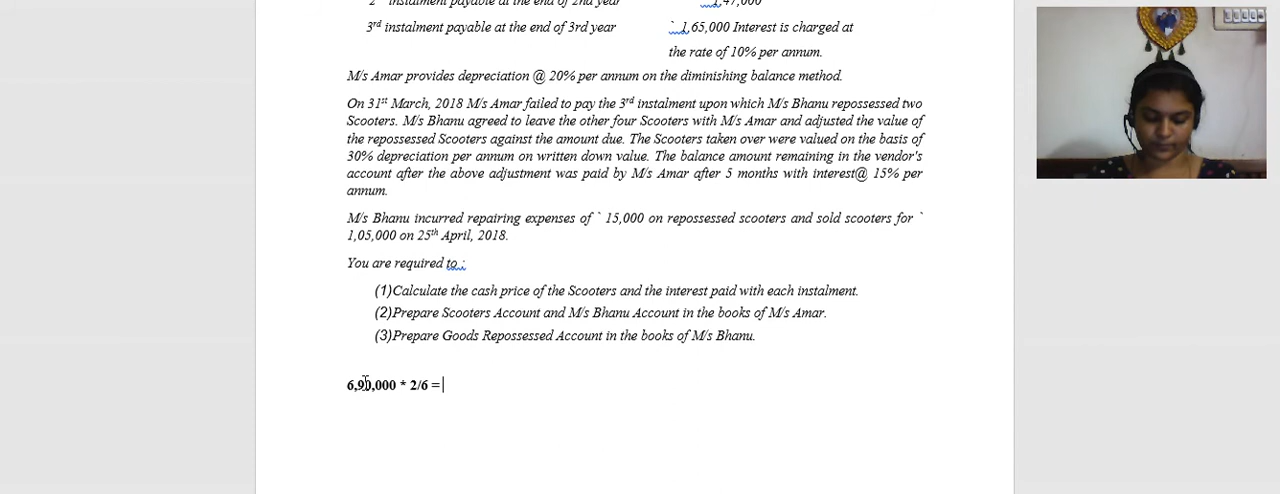 2 instalment payable at the end of 2nd year 1,47,000
3rd instalment payable at the end of 3rd year ` 1,65,000 Interest is charged at
the rate of 10% per annum.
M/s Amar provides depreciation @ 20% per annum on the diminishing balance method.
On 31st March, 2018 M/s Amar failed to pay the 3rd instalment upon which M/s Bhanu repossessed two
Scooters. M/s Bhanu agreed to leave the other four Scooters with M/s Amar and adjusted the value of
the repossessed Scooters against the amount due. The Scooters taken over were valued on the basis of
30% depreciation per annum on written down value. The balance amount remaining in the vendor's
account after the above adjustment was paid by M/s Amar after 5 months with interest@ 15% per
annum.
M/s Bhanu incurred repairing expenses of ` 15,000 on repossessed scooters and sold scooters for `
1,05,000 on 25th April, 2018.
You are required to :
(1)Calculate the cash price of the Scooters and the interest paid with each instalment.
(2)Prepare Scooters Account and M/s Bhanu Account in the books of M/s Amar.
(3)Prepare Goods Repossessed Account in the books of M/s Bhanu.
6,90,000 * 2/6 =